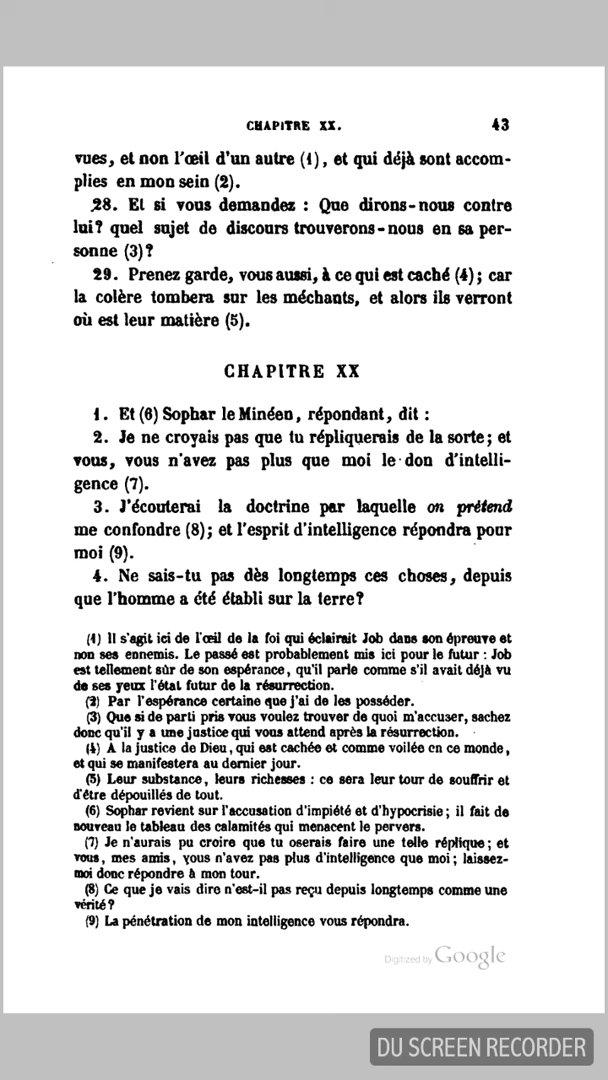 CHAPITRE XX. 43
vues, et non l'œil d'un autre (1), et qui déjà sont accom-
plies en mon sein (2).
28. Et si vous demandez : Que dirons-nous contre
lui? quel sujet de discours trouverons-nous en sa per-
sonne (3)?
29. Prenez garde, vous aussi, à ce qui est caché (4); car
la colère tombera sur les méchants, et alors ils verront
où est leur matière (5).
CHAPITRE XX
1. Et (6) Sophar le Minéen, répondant, dit :
2. Je ne croyais pas que tu répliquerais de la sorte; et
vous, vous n'avez pas plus que moi le don d'intelli-
gence (7).
3. J'écouterai la doctrine par laquelle on prétend
me confondre (8); et l'esprit d'intelligence répondra pour
moi (9).
4. Ne sais-tu pas dès longtemps ces choses, depuis
que l'homme a été établi sur la terre?
(1) Il s'agit ici de l'œil de la foi qui éclairait Job dans son épreuve et
non ses ennemis. Le passé est probablement mis ici pour le futur : Job
est tellement sûr de son espérance, qu'il parle comme s'il avait déjà vu
de ses yeux l'état futur de la résurrection.
(2) Par l'espérance certaine que j'ai de les posséder.
(3) Que si de parti pris vous voulez trouver de quoi m'accuser, sachez
donc qu'il y a une justice qui vous attend après la résurrection.
(4) A la justice de Dieu, qui est cachée et comme voilée en ce monde,
et qui se manifestera au dernier jour.
(5) Leur substance, leurs richesses : ce sera leur tour de souffrir et
d'être dépouillés de tout.
(6) Sophar revient sur l'accusation d'impiété et d'hypocrisie; il fait de
nouveau le tableau des calamités qui menacent le pervers.
(7) Je n'aurais pu croire que tu oserais faire une telle réplique; et
vous, mes amis, vous n'avez pas plus d'intelligence que moi; laissez-
moi donc répondre à mon tour.
(8) Ce que je vais dire n'est-il pas reçu depuis longtemps comme une
vérité?
(9) La pénétration de mon intelligence vous répondra.
Digitized by Google
DU SCREEN RECORDER